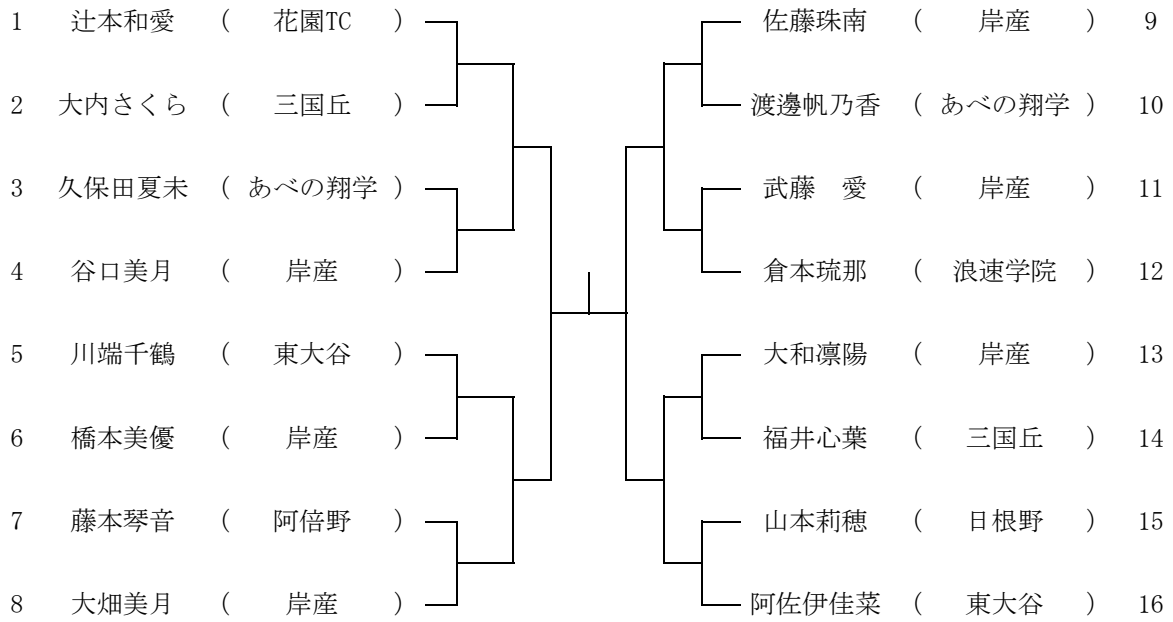 1 辻本和愛 ( 花園TC ) 佐藤珠南 ( 岸産 ) 9
2 大内さくら ( 三国丘 ) 渡邊帆乃香 ( あべの翔学 ) 10
3 久保田夏未 ( あべの翔学 ) 武藤　愛 ( 岸産 ) 11
4 谷口美月 ( 岸産 ) 倉本琉那 ( 浪速学院 ) 12
5 川端千鶴 ( 東大谷 ) 大和凛陽 ( 岸産 ) 13
6 橋本美優 ( 岸産 ) 福井心葉 ( 三国丘 ) 14
7 藤本琴音 ( 阿倍野 ) 山本莉穂 ( 日根野 ) 15
8 大畑美月 ( 岸産 ) 阿佐伊佳菜 ( 東大谷 ) 16